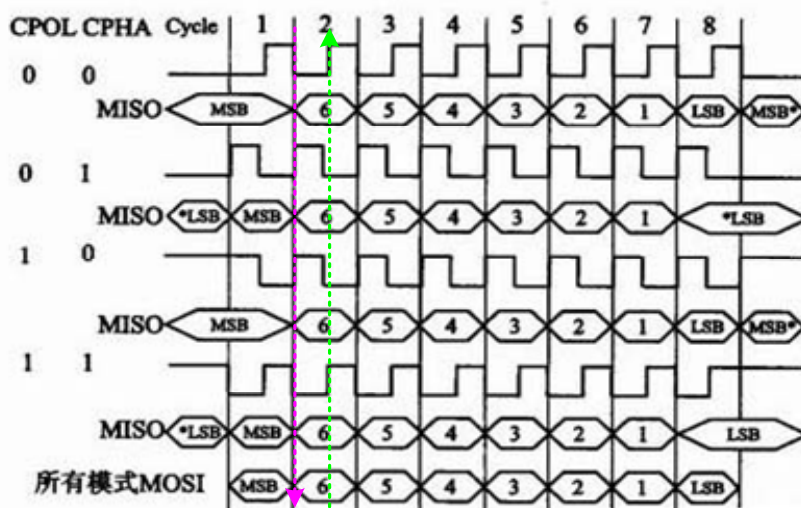 CPOL CPHA Cycle 1 2 3 4 5 6 7 8
0 0
MISO MSB 6 5 4 3 2 1 LSB MSB*
0 1
MISO *LSB MSB 6 5 4 3 2 1 *LSB
1 0
MISO MSB 6 5 4 3 2 1 LSB MSB*
1 1
MISO *LSB MSB 6 5 4 3 2 1 LSB
所有模式MOSI MSB 6 5 4 3 2 1 LSB